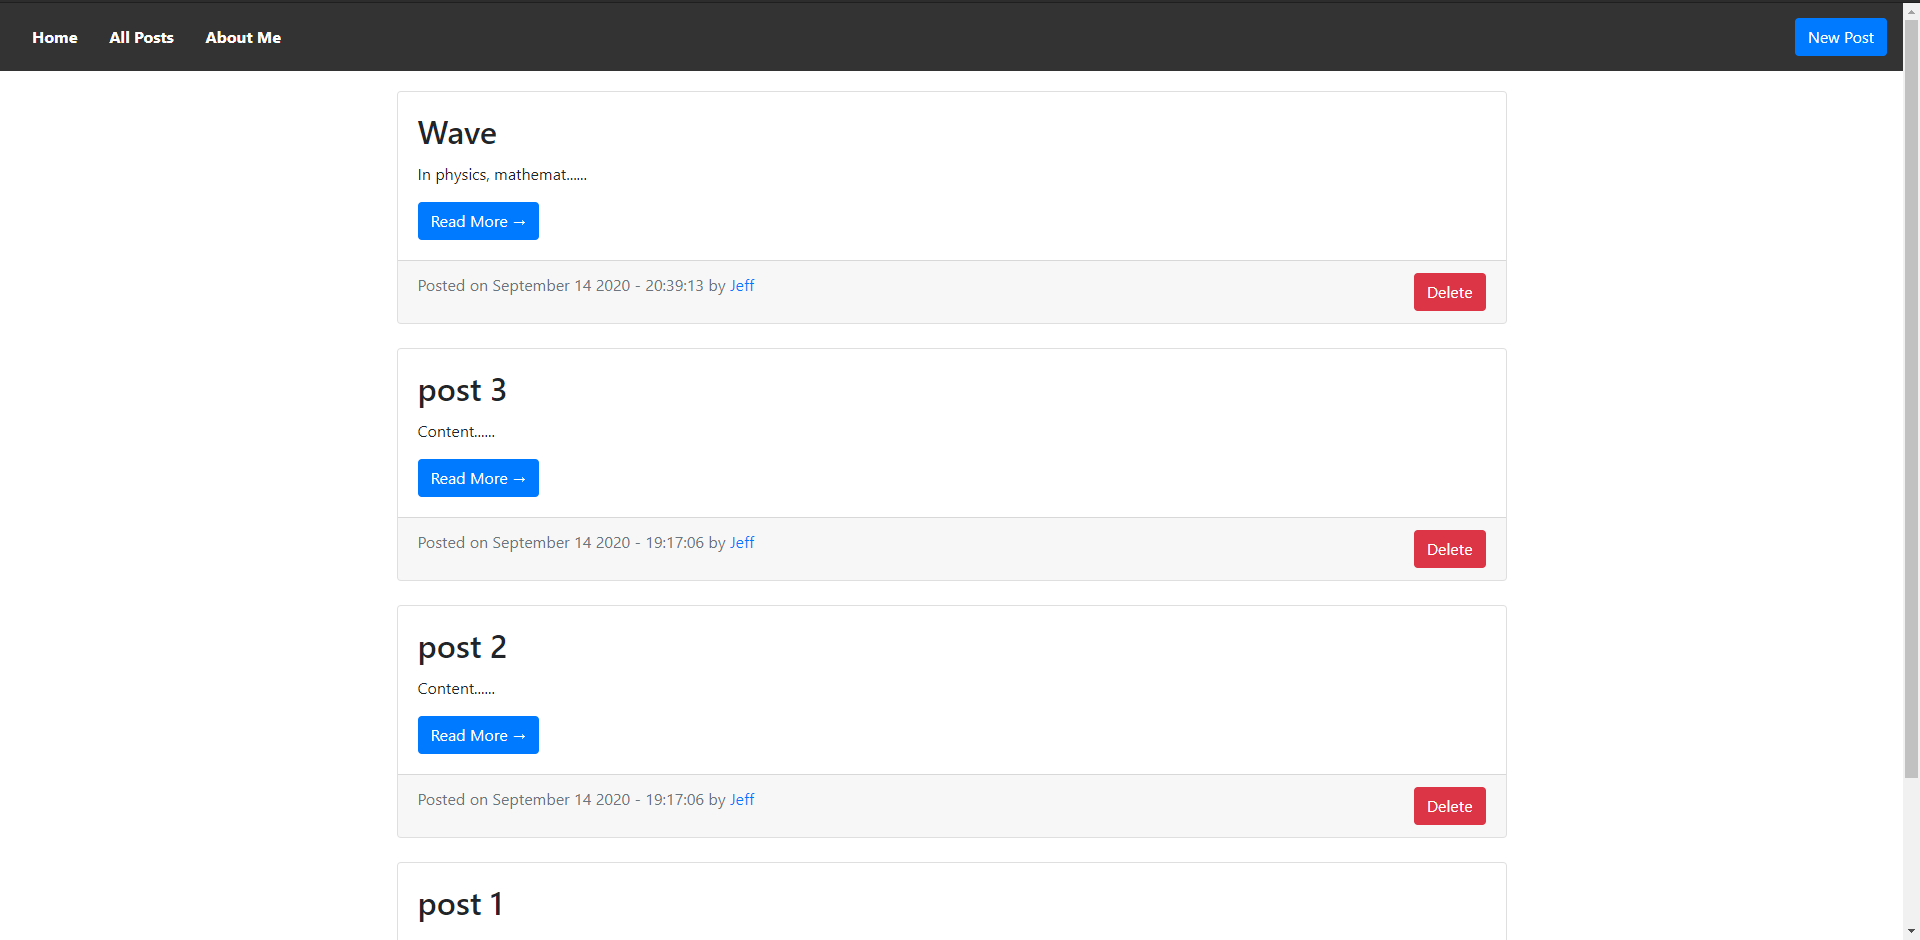 Home All Posts About Me New Post
Wave
In physics, mathemat......
Read More →
Posted on September 14 2020 - 20:39:13 by Jeff Delete
post 3
Content......
Read More →
Posted on September 14 2020 - 19:17:06 by Jeff Delete
post 2
Content......
Read More →
Posted on September 14 2020 - 19:17:06 by Jeff Delete
post 1